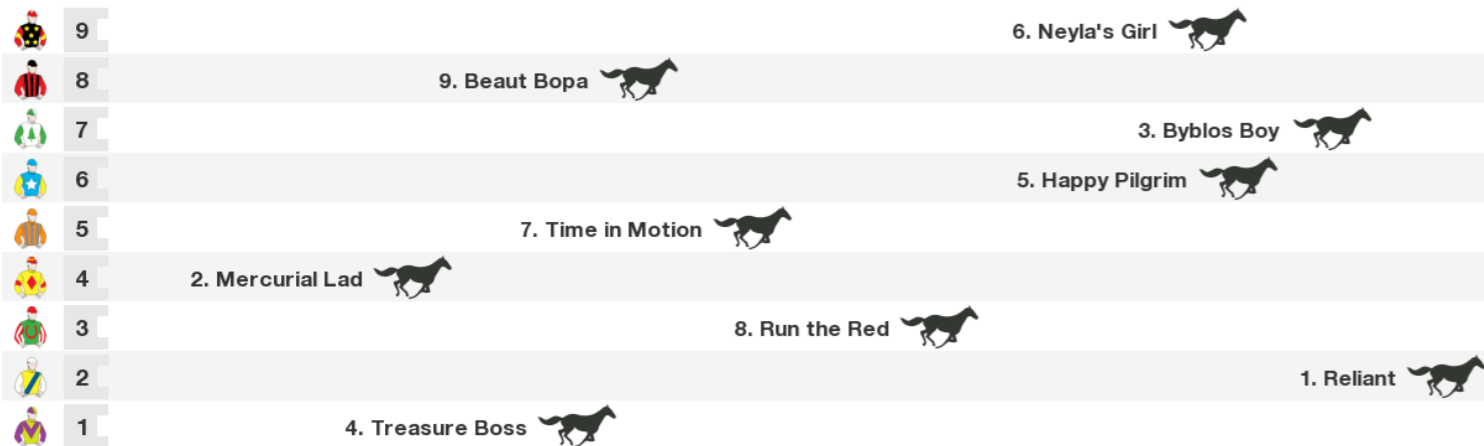 9 6. Neyla's Girl
8 9. Beaut Bopa
7 3. Byblos Boy
6 5. Happy Pilgrim
5 7. Time in Motion
4 2. Mercurial Lad
3 8. Run the Red
2 1. Reliant
1 4. Treasure Boss